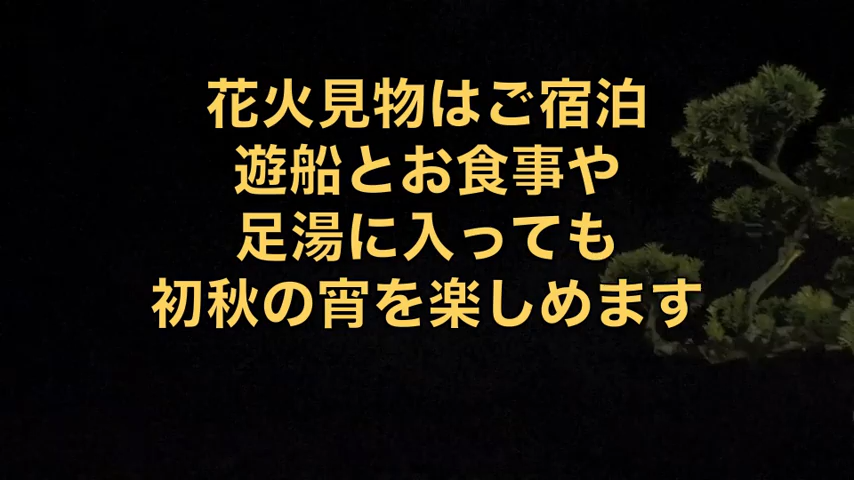 花火見物はご宿泊
遊船とお食事や
足湯に入っても
初秋の宵を楽しめます